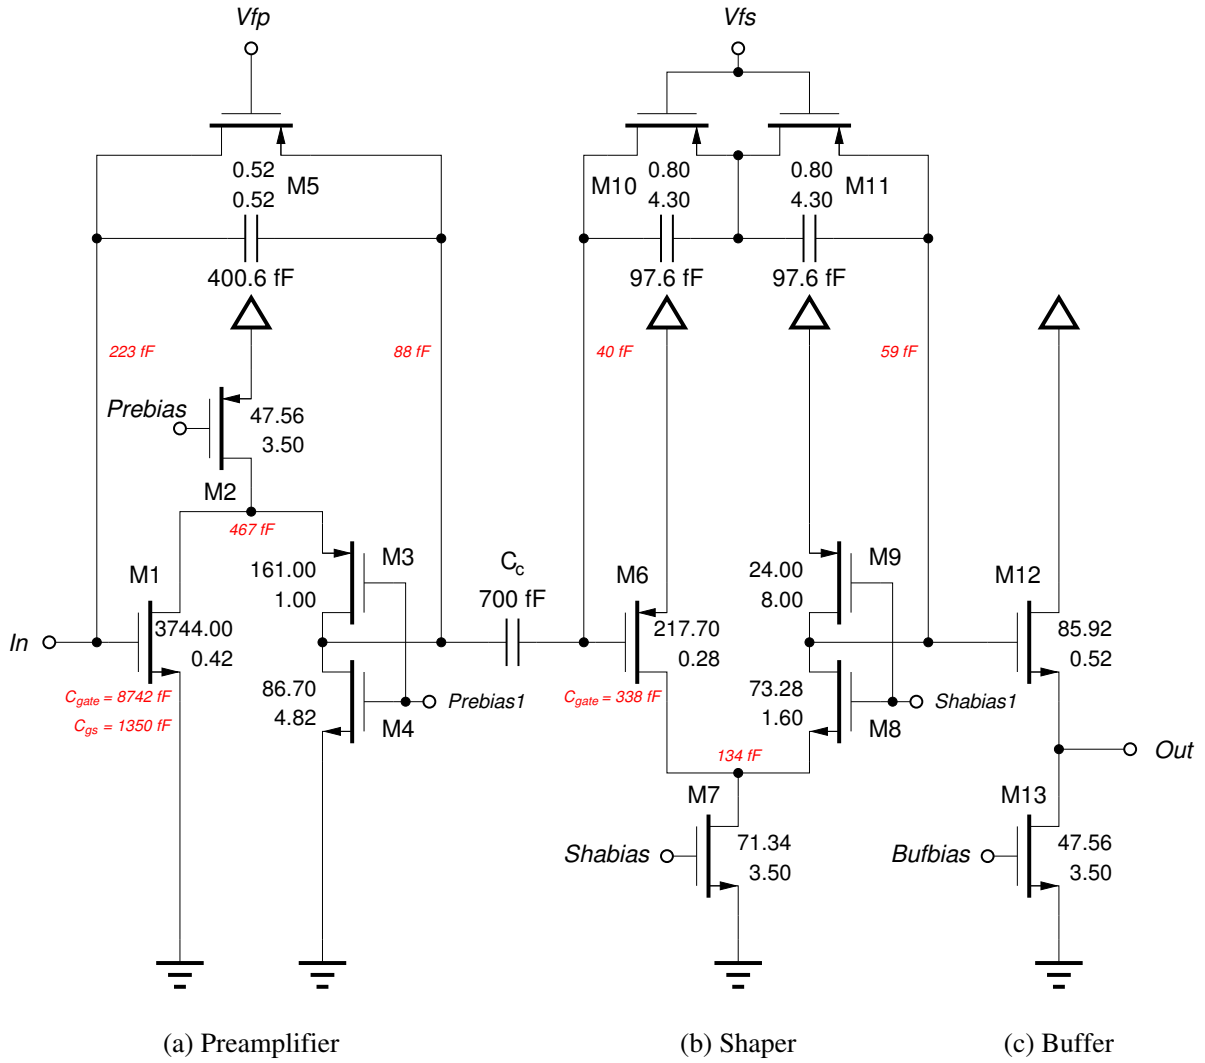 Vfp
Vfs
0.52
0.52
M5
M10
0.80
4.30
0.80
4.30
M11
400.6 fF
97.6 fF
97.6 fF
223 fF
88 fF
40 fF
59 fF
Prebias
47.56
3.50
M2
467 fF
M1
3744.00
0.42
In
C_gate = 8742 fF
C_gs = 1350 fF
161.00
1.00
M3
86.70
4.82
M4
Prebias1
C_c
700 fF
M6
217.70
0.28
C_gate = 338 fF
24.00
8.00
M9
73.28
1.60
M8
Shabias1
134 fF
M7
71.34
3.50
Shabias
M12
85.92
0.52
Out
M13
47.56
3.50
Bufbias
(a) Preamplifier
(b) Shaper
(c) Buffer